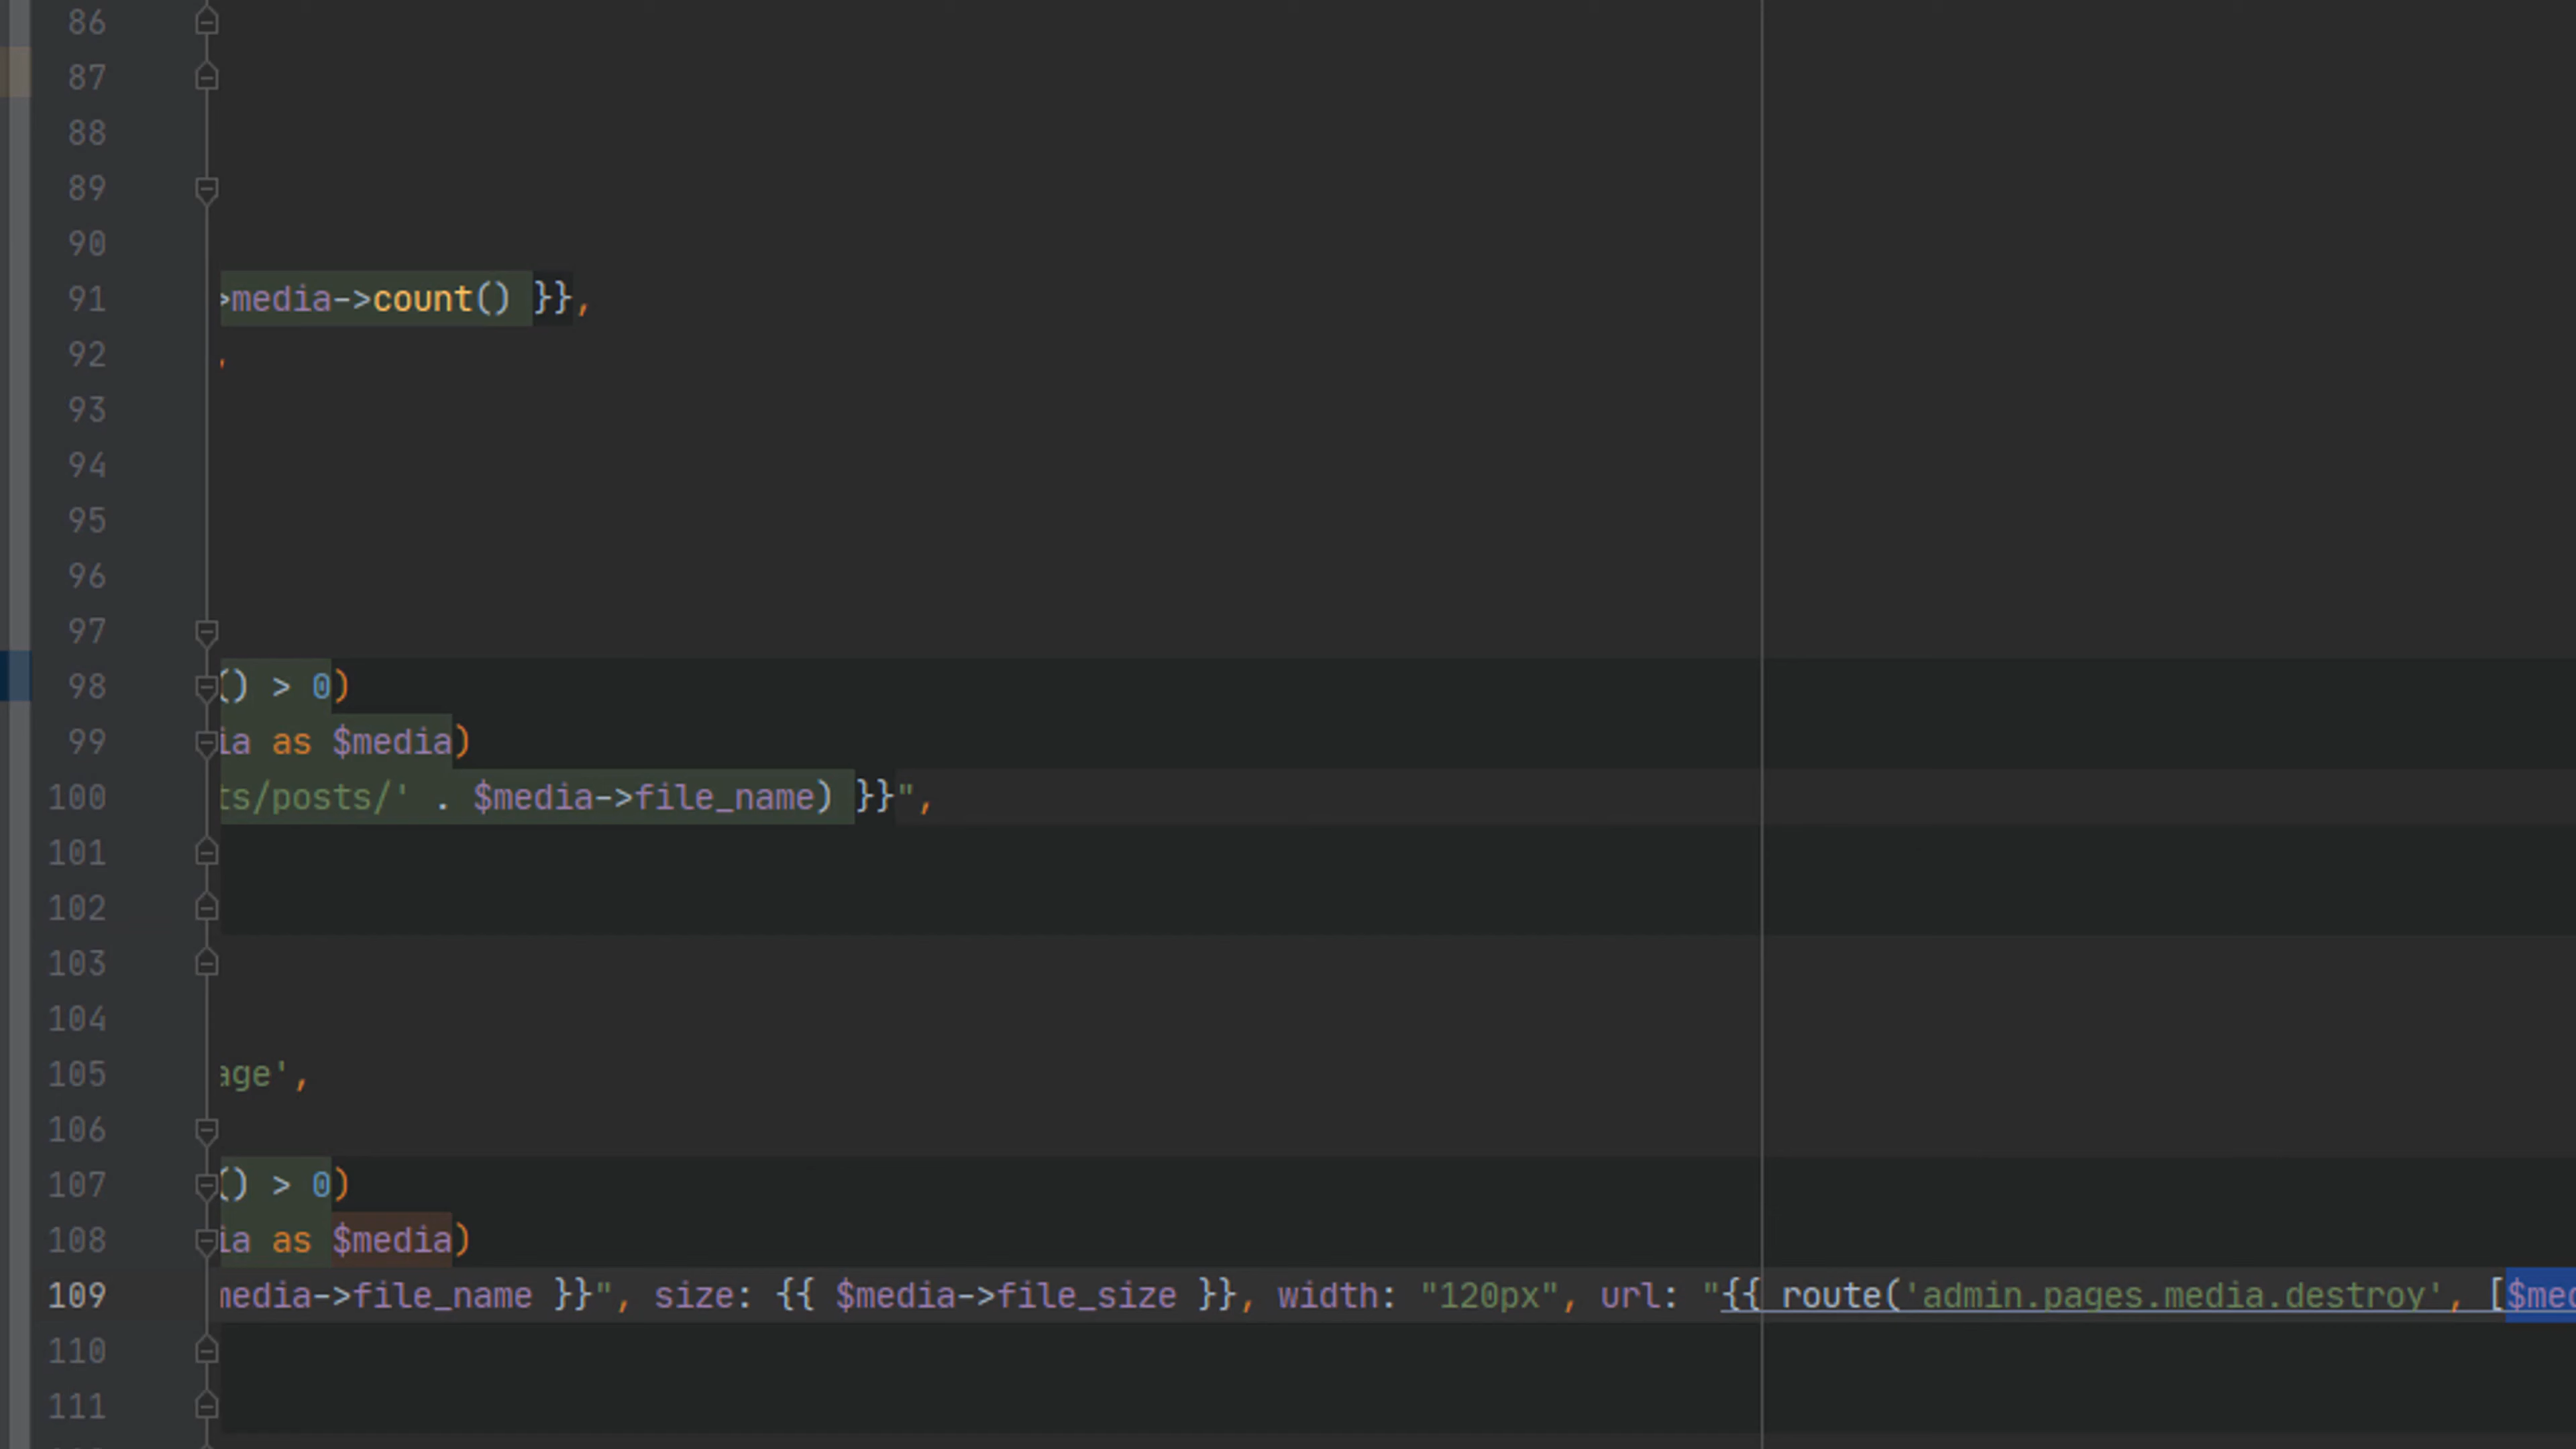 86
87
88
89
90
91 >media->count() }},
92 ,
93
94
95
96
97
98 () > 0)
99 ia as $media)
100 ts/posts/' . $media->file_name) }}",
101
102
103
104
105 age',
106
107 () > 0)
108 ia as $media)
109 media->file_name }}", size: {{ $media->file_size }}, width: "120px", url: "{{ route('admin.pages.media.destroy', [$med
110
111